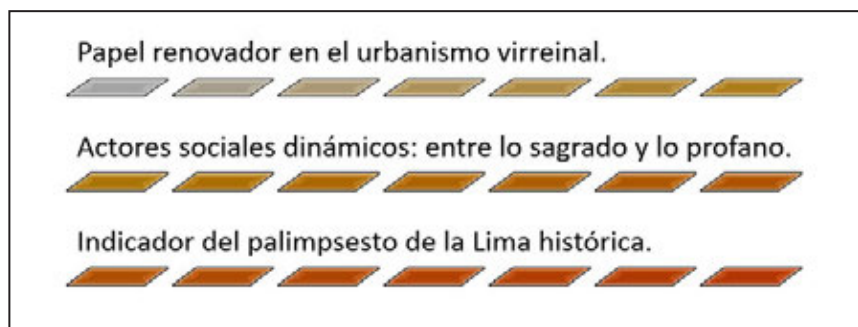 Papel renovador en el urbanismo virreinal.
Actores sociales dinámicos: entre lo sagrado y lo profano.
Indicador del palimpsesto de la Lima histórica.